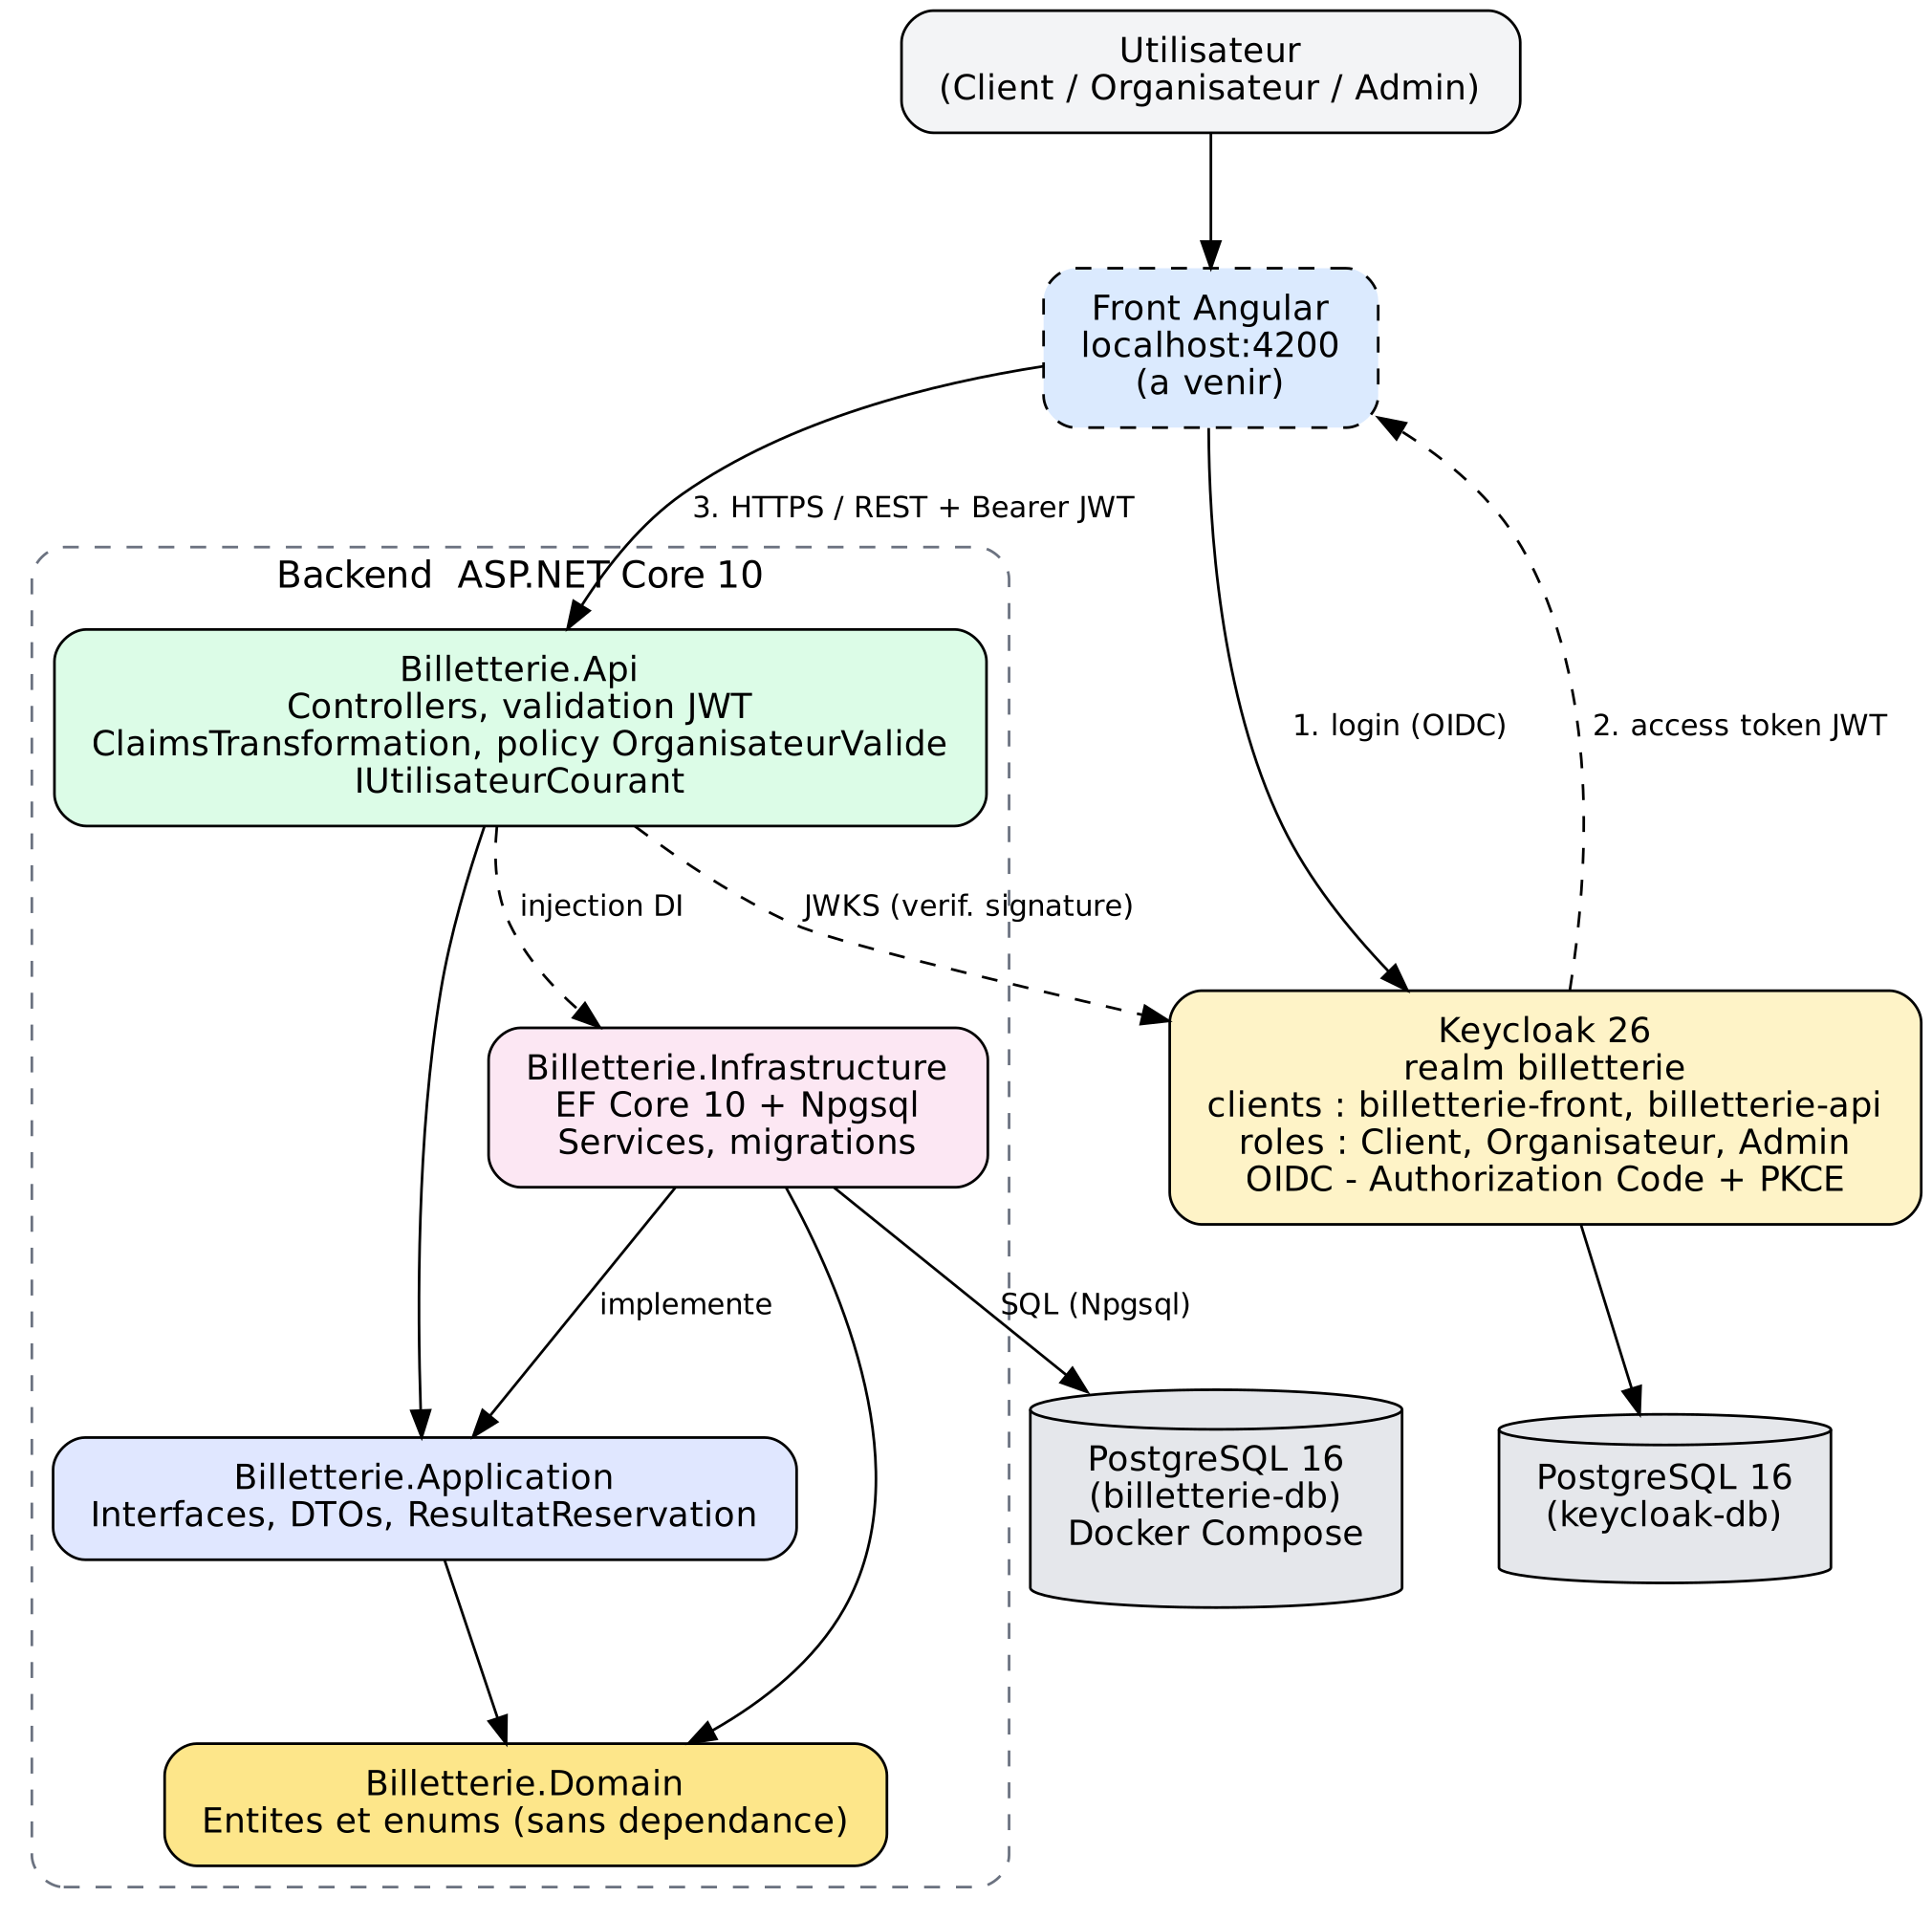 Utilisateur
(Client / Organisateur / Admin)
Front Angular
localhost:4200
(a venir)
3. HTTPS / REST + Bearer JWT
Backend  ASP.NET Core 10
Billetterie.Api
Controllers, validation JWT
ClaimsTransformation, policy OrganisateurValide
IUtilisateurCourant
1. login (OIDC)
2. access token JWT
injection DI
JWKS (verif. signature)
Billetterie.Infrastructure
EF Core 10 + Npgsql
Services, migrations
Keycloak 26
realm billetterie
clients : billetterie-front, billetterie-api
roles : Client, Organisateur, Admin
OIDC - Authorization Code + PKCE
implemente
SQL (Npgsql)
Billetterie.Application
Interfaces, DTOs, ResultatReservation
PostgreSQL 16
(billetterie-db)
Docker Compose
PostgreSQL 16
(keycloak-db)
Billetterie.Domain
Entites et enums (sans dependance)